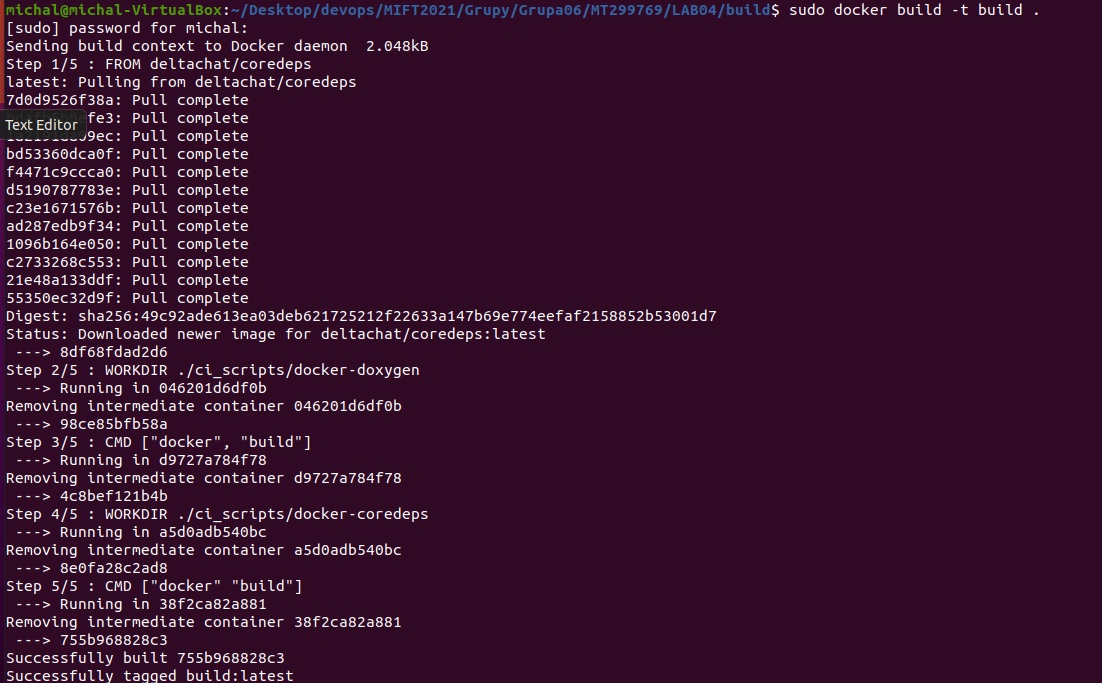 michal@michal-VirtualBox:~/Desktop/devops/MIFT2021/Grupy/Grupa06/MT299769/LAB04/build$ sudo docker build -t build .
[sudo] password for michal:
Sending build context to Docker daemon  2.048kB
Step 1/5 : FROM deltachat/coredeps
latest: Pulling from deltachat/coredeps
7d0d9526f38a: Pull complete
fe3: Pull complete
Text Editor
9ec: Pull complete
bd53360dca0f: Pull complete
f4471c9ccca0: Pull complete
d5190787783e: Pull complete
c23e1671576b: Pull complete
ad287edb9f34: Pull complete
1096b164e050: Pull complete
c2733268c553: Pull complete
21e48a133ddf: Pull complete
55350ec32d9f: Pull complete
Digest: sha256:49c92ade613ea03deb621725212f22633a147b69e774eefaf2158852b53001d7
Status: Downloaded newer image for deltachat/coredeps:latest
 ---> 8df68fdad2d6
Step 2/5 : WORKDIR ./ci_scripts/docker-doxygen
 ---> Running in 046201d6df0b
Removing intermediate container 046201d6df0b
 ---> 98ce85bfb58a
Step 3/5 : CMD ["docker", "build"]
 ---> Running in d9727a784f78
Removing intermediate container d9727a784f78
 ---> 4c8bef121b4b
Step 4/5 : WORKDIR ./ci_scripts/docker-coredeps
 ---> Running in a5d0adb540bc
Removing intermediate container a5d0adb540bc
 ---> 8e0fa28c2ad8
Step 5/5 : CMD ["docker" "build"]
 ---> Running in 38f2ca82a881
Removing intermediate container 38f2ca82a881
 ---> 755b968828c3
Successfully built 755b968828c3
Successfully tagged build:latest